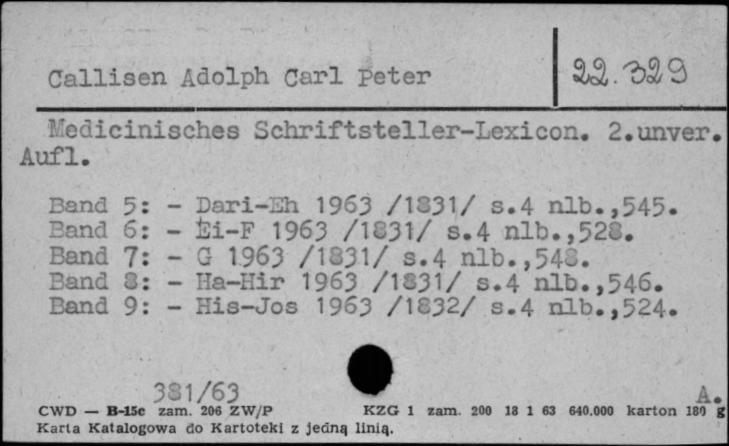 Callisen Adolph Carl Peter 22.329
Medicinisches Schriftsteller-Lexicon. 2.unver.
Aufl.
Band 5: - Dari-Eh 1963 /1831/ s.4 nlb.,545.
Band 6: - Ei-F 1963 /1831/ s.4 nlb.,528.
Band 7: - G 1963 /1831/ s.4 nlb.,548.
Band 8: - Ha-Hir 1963 /1831/ s.4 nlb.,546.
Band 9: - His-Jos 1963 /1832/ s.4 nlb.,524.
381/63 A.
CWD — B-15c zam. 206 ZW/P KZG 1 zam. 200 18 1 63 640.000 karton 180 g
Karta Katalogowa do Kartoteki z jedną linią.